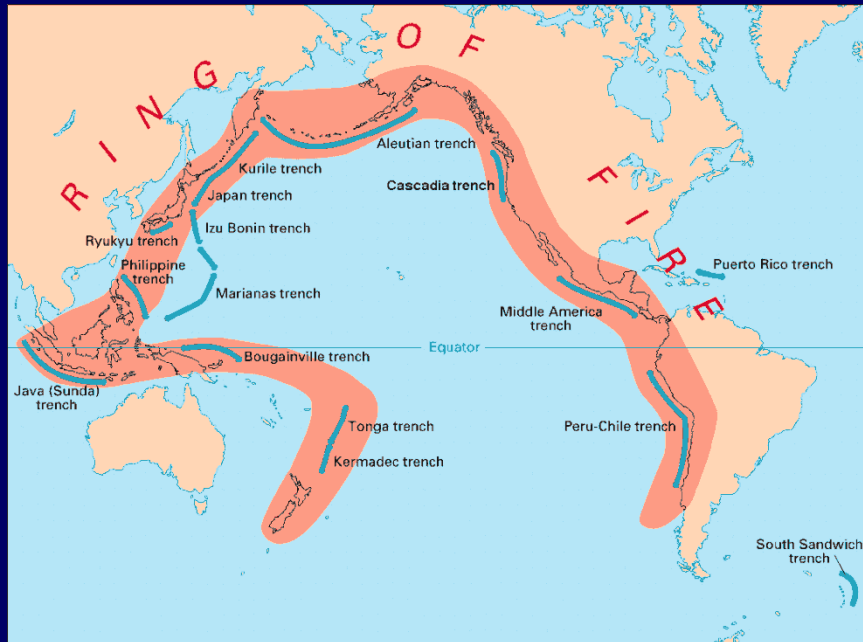 RING OF FIRE
Aleutian trench
Kurile trench
Cascadia trench
Japan trench
Izu Bonin trench
Ryukyu trench
Philippine
trench
Puerto Rico trench
Marianas trench
Middle America
trench
Equator
Bougainville trench
Java (Sunda)
trench
Tonga trench
Peru-Chile trench
Kermadec trench
South Sandwich
trench